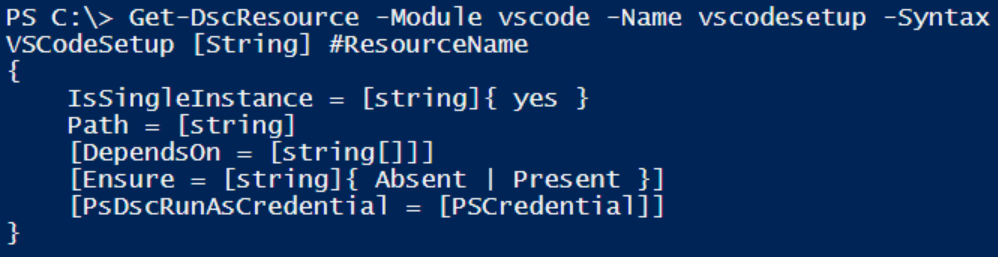 PS C:\> Get-DscResource -Module vscode -Name vscodesetup -Syntax
VSCodeSetup [String] #ResourceName
{
    IsSingleInstance = [string]{ yes }
    Path = [string]
    [DependsOn = [string[]]]
    [Ensure = [string]{ Absent | Present }]
    [PsDscRunAsCredential = [PSCredential]]
}